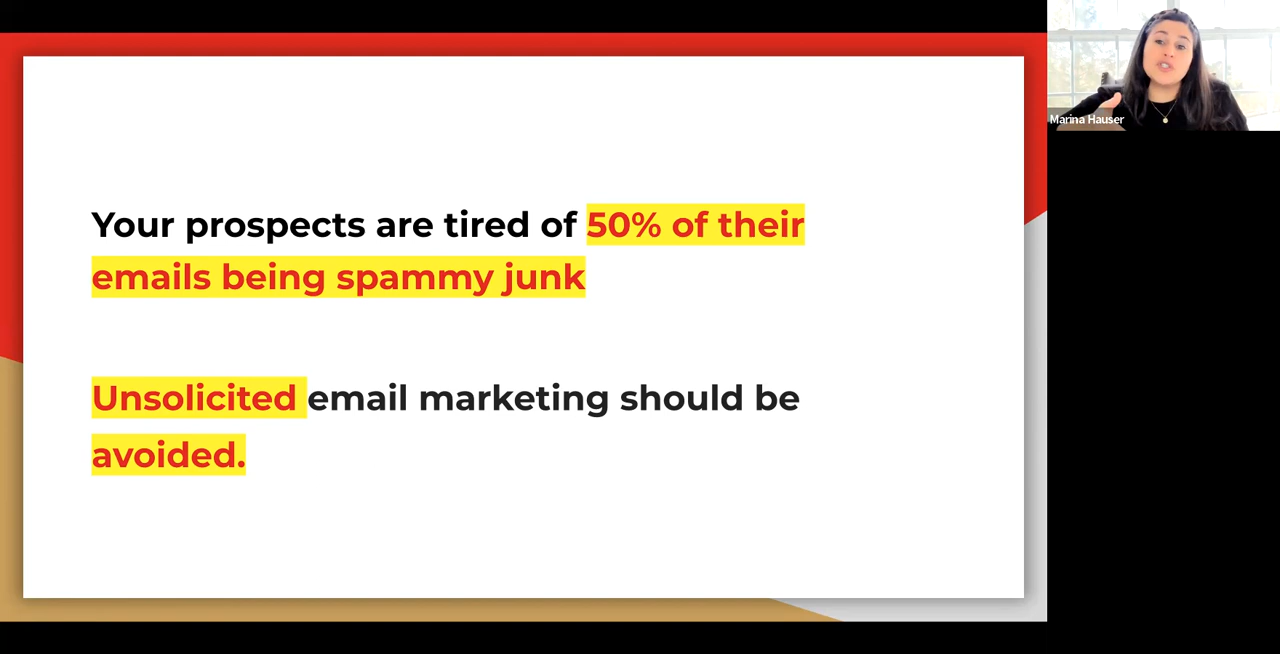 Your prospects are tired of 50% of their
emails being spammy junk
Unsolicited email marketing should be
avoided.
Marina Hauser